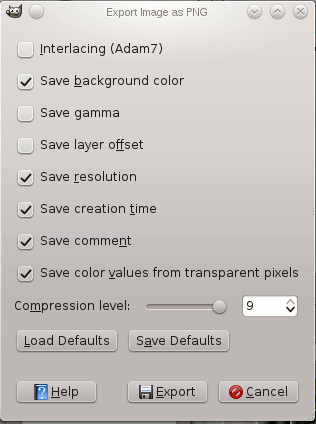 Export Image as PNG
Interlacing (Adam7)
Save background color
Save gamma
Save layer offset
Save resolution
Save creation time
Save comment
Save color values from transparent pixels
Compression level: 9
Load Defaults Save Defaults
Help Export Cancel